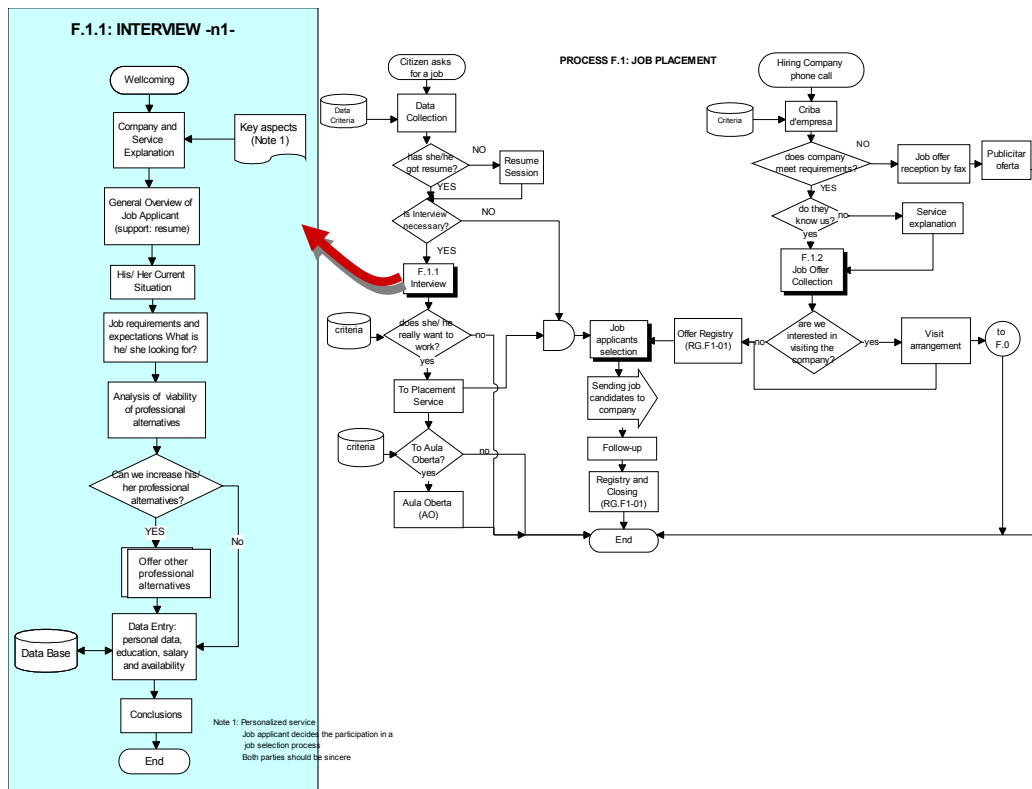 F.1.1: INTERVIEW -n1-
Wellcoming
Company and
Service
Explanation
Key aspects
(Note 1)
General Overview of
Job Applicant
(support: resume)
His/ Her Current
Situation
Job requirements and
expectations What is
he/ she looking for?
Analysis of viability
of professional
alternatives
Can we increase his/
her professional
alternatives?
YES
No
Offer other
professional
alternatives
Data Entry:
personal data,
education, salary
and availability
Data Base
Conclusions
End
Note 1: Personalized service
Job applicant decides the participation in a
job selection process
Both parties should be sincere
PROCESS F.1: JOB PLACEMENT
Citizen asks
for a job
Data
Criteria
Data
Collection
has she/he
got resume?
NO
YES
Resume
Session
Is Interview
necessary?
NO
YES
F.1.1
Interview
criteria
does she/ he
really want to
work?
no
yes
To Placement
Service
criteria
To Aula
Oberta?
no
yes
Aula Oberta
(AO)
Job
applicants
selection
Sending job
candidates to
company
Follow-up
Registry and
Closing
(RG.F1-01)
End
Offer Registry
(RG.F1-01)
Hiring Company
phone call
Criteria
Criba
d'empresa
does company
meet requirements?
NO
YES
Job offer
reception by fax
Publicitar
oferta
do they
know us?
no
yes
Service
explanation
F.1.2
Job Offer
Collection
are we
interested in
visiting the
company?
no
yes
Visit
arrangement
to
F.0